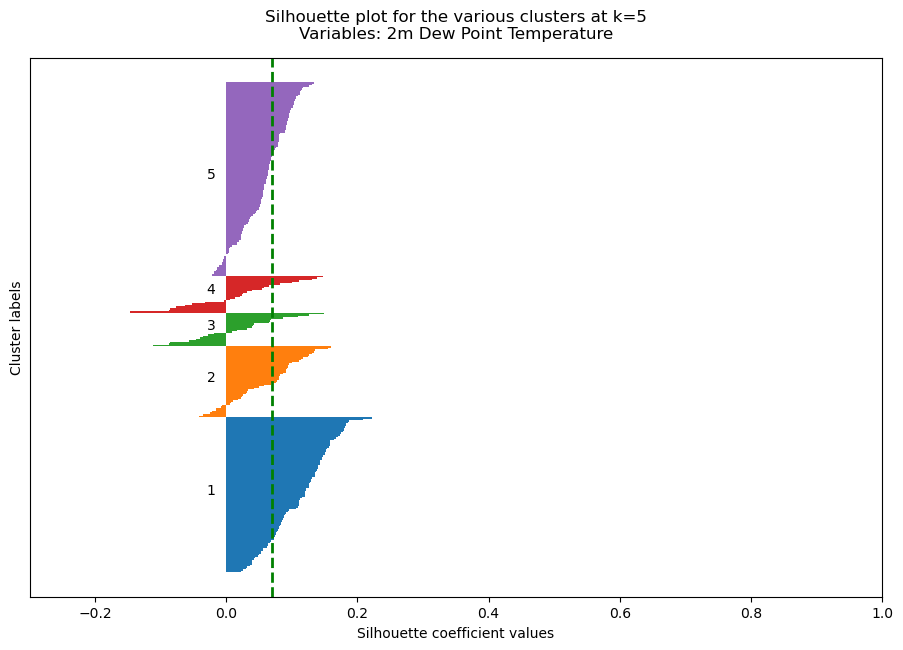 Silhouette plot for the various clusters at k=5
Variables: 2m Dew Point Temperature
5
4
3
2
1
Cluster labels
−0.2 0.0 0.2 0.4 0.6 0.8 1.0
Silhouette coefficient values